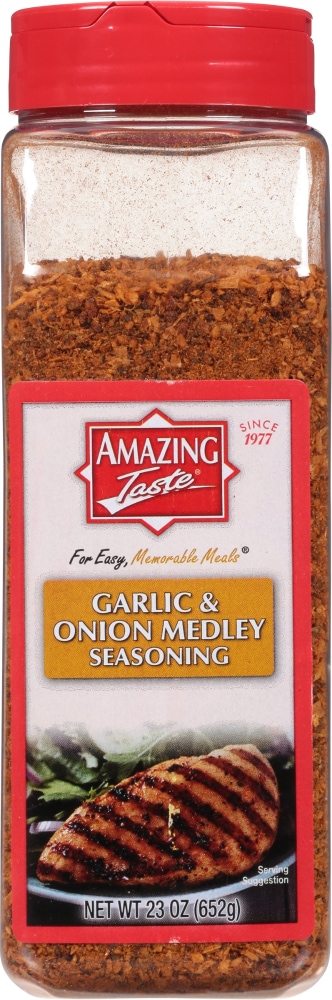 AMAZING
Taste®
SINCE
1977
For Easy, Memorable Meals®
GARLIC &
ONION MEDLEY
SEASONING
Serving
Suggestion
NET WT 23 OZ (652g)